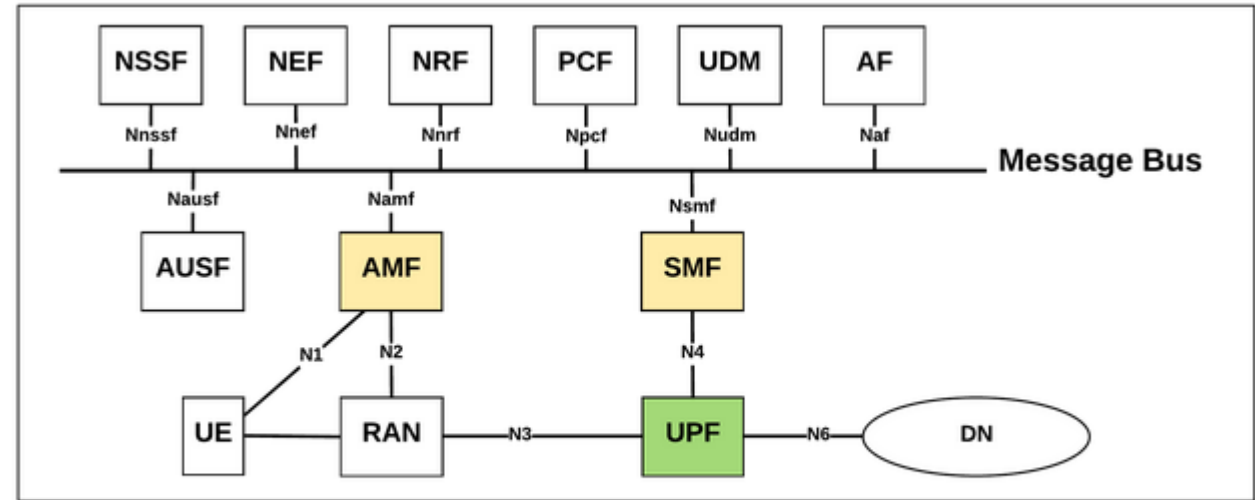 NSSF NEF NRF PCF UDM AF
Nnssf Nnef Nnrf Npcf Nudm Naf
Message Bus
Nausf Namf Nsmf
AUSF AMF SMF
N1 N2 N4
UE RAN N3 UPF N6 DN